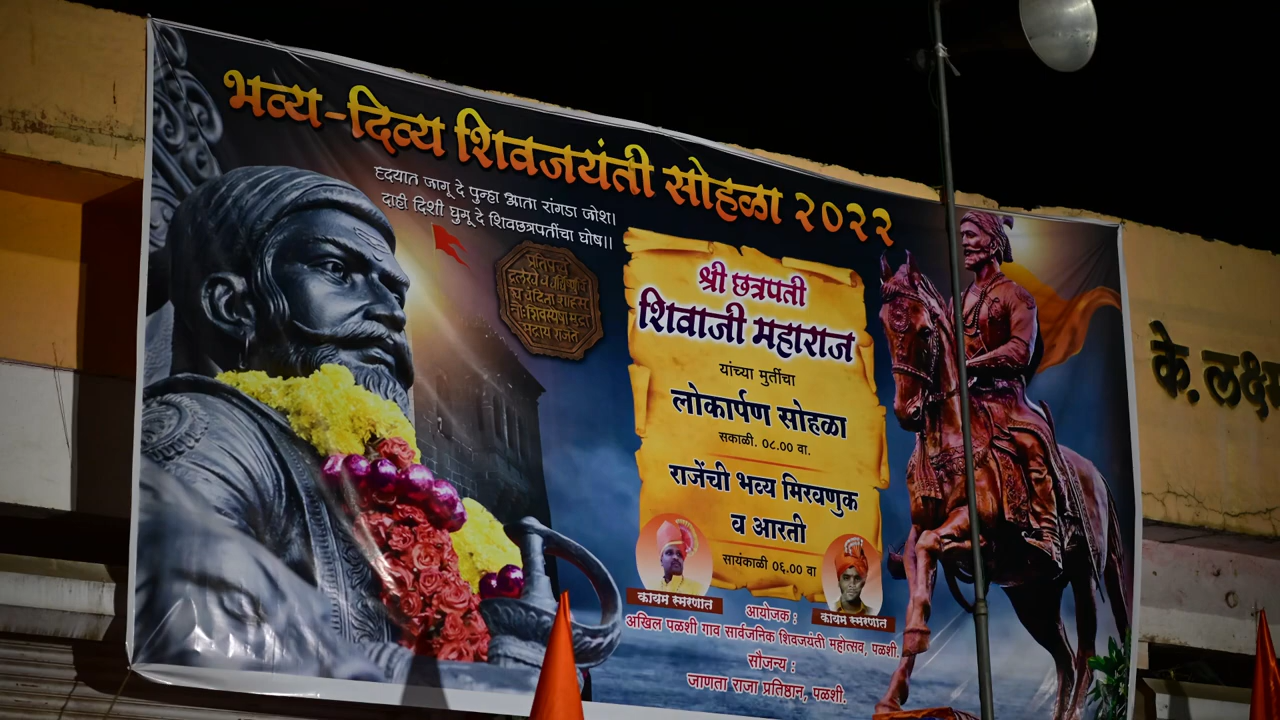 भव्य-दिव्य शिवजयंती सोहळा २०२२
हृदयात जागू दे पुन्हा आता रांगडा जोश।
दाही दिशी घुमू दे शिवछत्रपतींचा घोष।।
श्री छत्रपती
शिवाजी महाराज
यांच्या मुर्तीचा
लोकार्पण सोहळा
सकाळी. ०८.०० वा.
राजेंची भव्य मिरवणुक
व आरती
सायंकाळी ०६.०० वा
कायम स्मरणात
कायम स्मरणात
आयोजक :
अखिल पळशी गाव सार्वजनिक शिवजयंती महोत्सव, पळशी.
सौजन्य :
जाणता राजा प्रतिष्ठान, पळशी.
के. लक्ष्